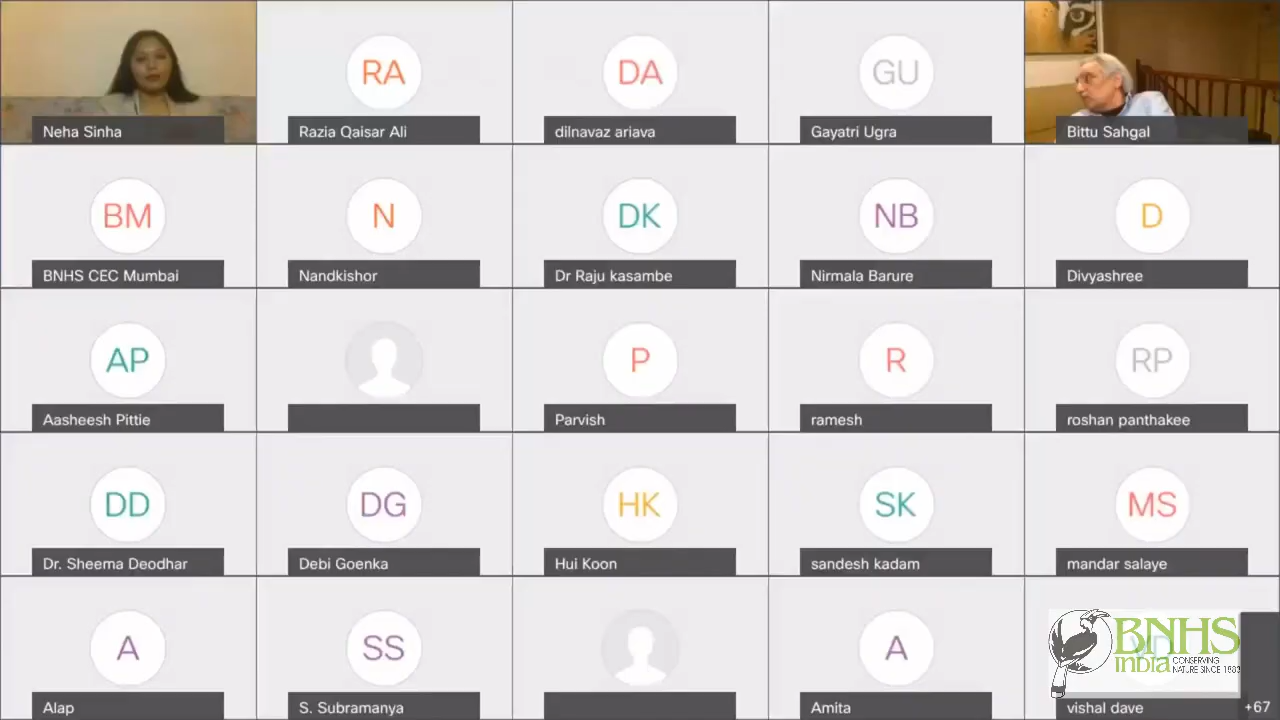 RA
DA
GU
Neha Sinha
Razia Qaisar Ali
dilnavaz ariava
Gayatri Ugra
Bittu Sahgal
BM
N
DK
NB
D
BNHS CEC Mumbai
Nandkishor
Dr Raju kasambe
Nirmala Barure
Divyashree
AP
P
R
RP
Aasheesh Pittie
Parvish
ramesh
roshan panthakee
DD
DG
HK
SK
MS
Dr. Sheema Deodhar
Debi Goenka
Hui Koon
sandesh kadam
mandar salaye
A
SS
A
VD
BNHS
INDIA
CONSERVING
NATURE SINCE 1883
Alap
S. Subramanya
Amita
vishal dave
+67